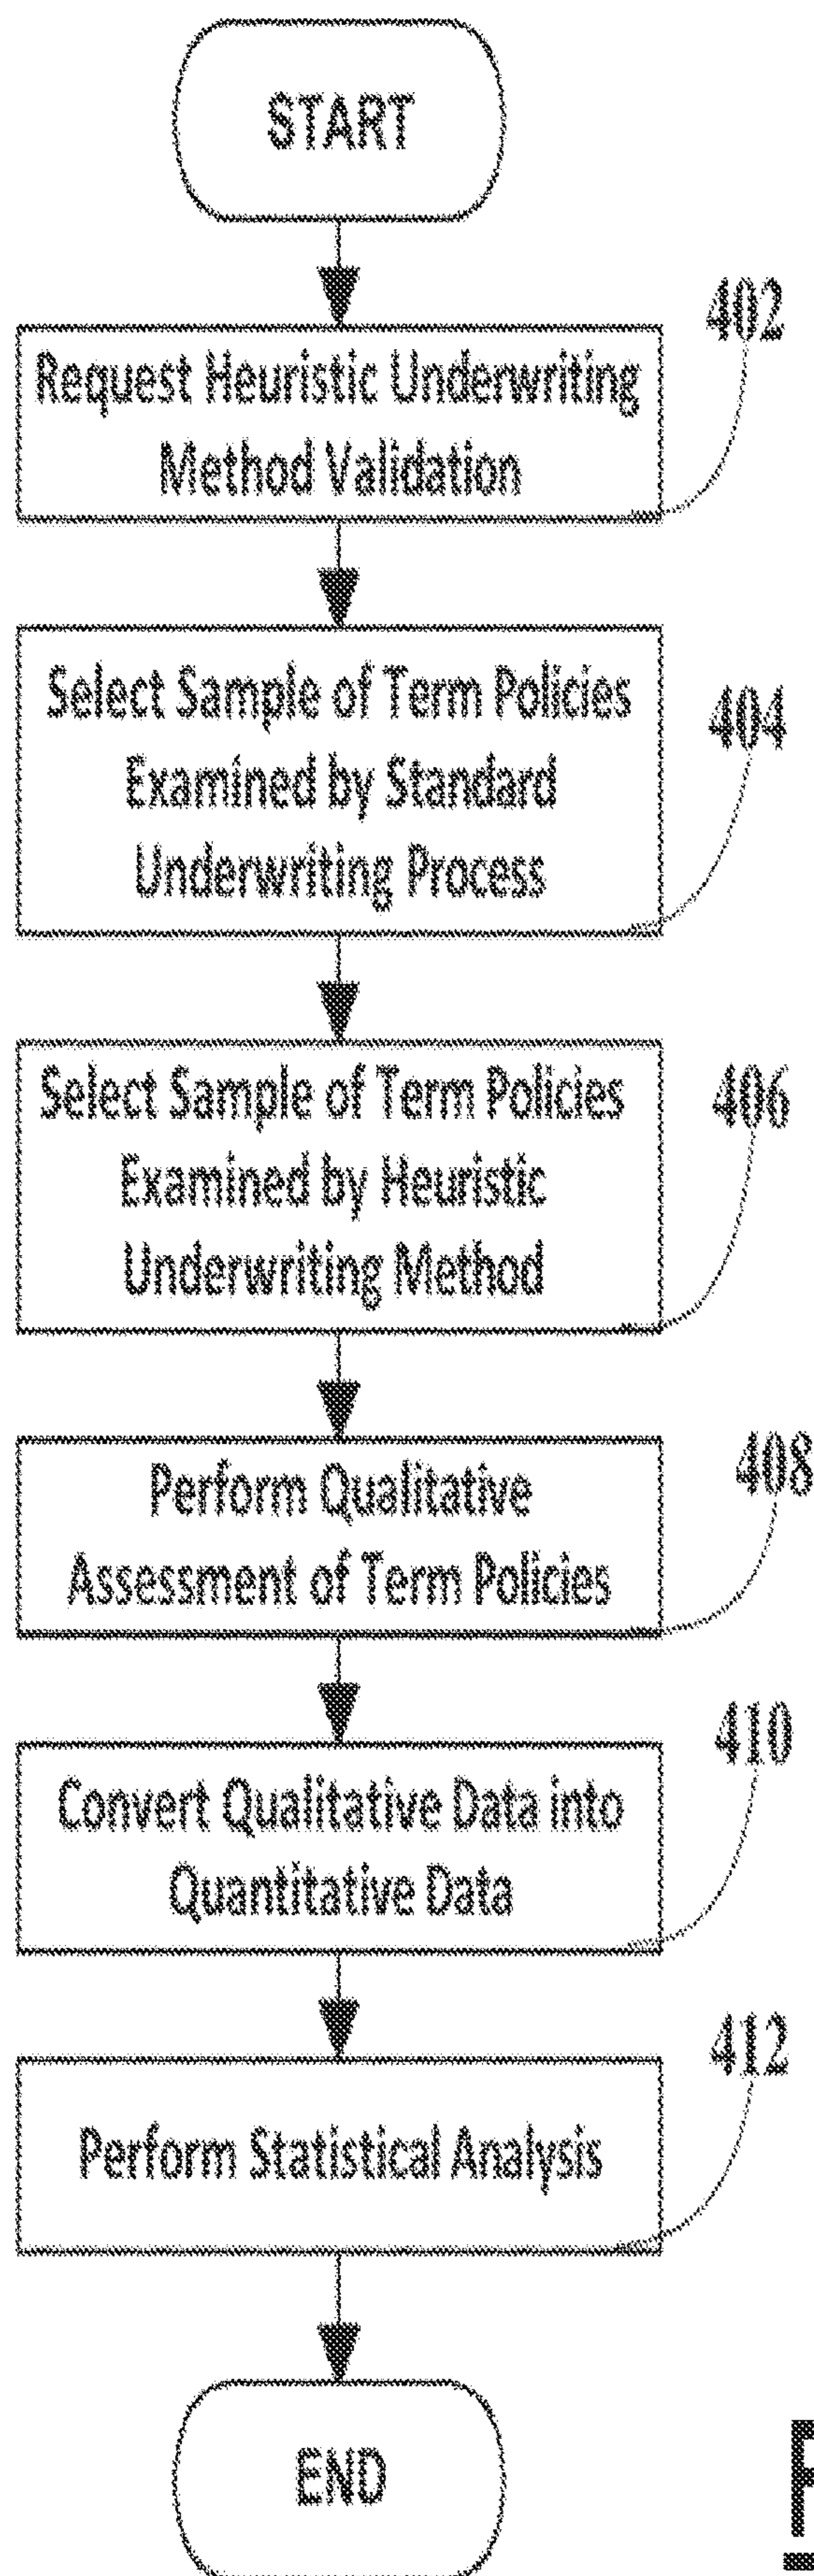 START
402
Request Heuristic Underwriting
Method Validation
404
Select Sample of Term Policies
Examined by Standard
Underwriting Process
406
Select Sample of Term Policies
Examined by Heuristic
Underwriting Method
408
Perform Qualitative
Assessment of Term Policies
410
Convert Qualitative Data into
Quantitative Data
412
Perform Statistical Analysis
END